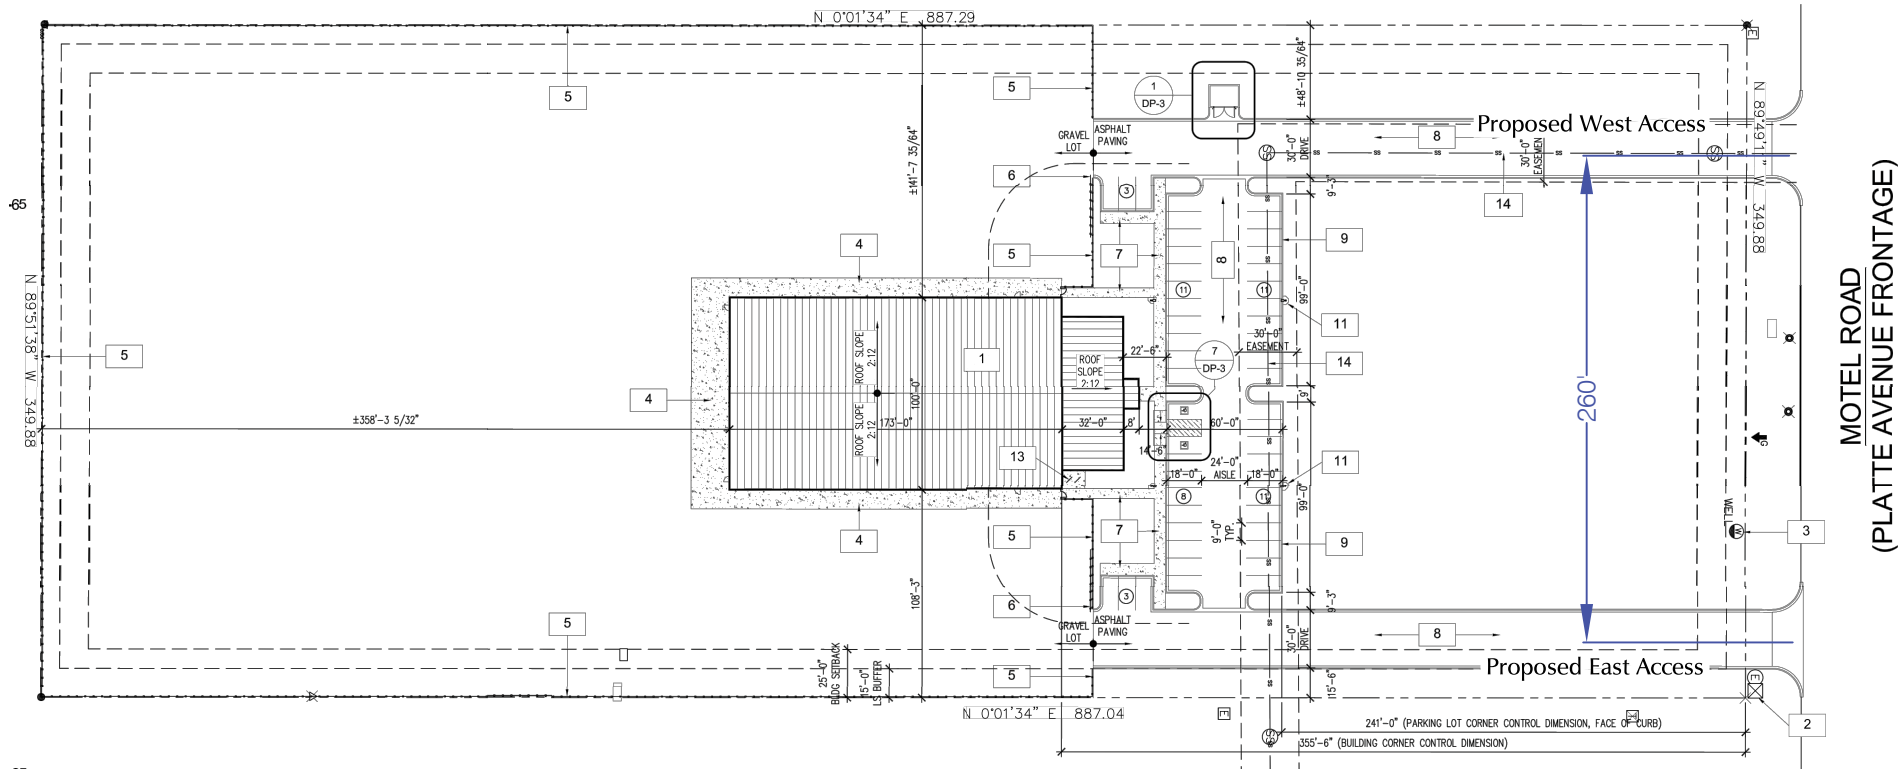 N 0°01'34" E 887.29
E
5
5
1
DP-3
±48'-10 35/64"
N 89°49'1 " W 349.88
Proposed West Access
8
GRAVEL
LOT
ASPHALT
PAVING
±141'-7 35/64"
30'-0"
DRIVE
SS
30'-0"
EASEMEN
SS
6
3
9'-3"
14
-65
4
5
7
8
9
MOTEL ROAD
(PLATTE AVENUE FRONTAGE)
N 89°51'38" W 349.88
11
11
99'-0"
11
5
ROOF SLOPE
2:12
1
ROOF
SLOPE
2:12
22'-6"
7
DP-3
30'-0"
EASEMENT
14
4
100'-0"
9'
260'
±358'-3 5/32"
173'-0"
32'-0"
8'
60'-0"
G
ROOF SLOPE
2:12
13
14'-6"
18'-0"
24'-0"
AISLE
18'-0"
11
8
11
99'-0"
WELL
W
3
5
7
9'-0"
TYP.
9
4
108'-3"
6
3
9'-3"
5
GRAVEL
LOT
ASPHALT
PAVING
30'-0"
DRIVE
8
25'-0"
BLDG SETBACK
15'-0"
LS BUFFER
5
15'-6"
Proposed East Access
E
N 0°01'34" E 887.04
E
241'-0" (PARKING LOT CORNER CONTROL DIMENSION, FACE OF CURB)
2
SS
355'-6" (BUILDING CORNER CONTROL DIMENSION)